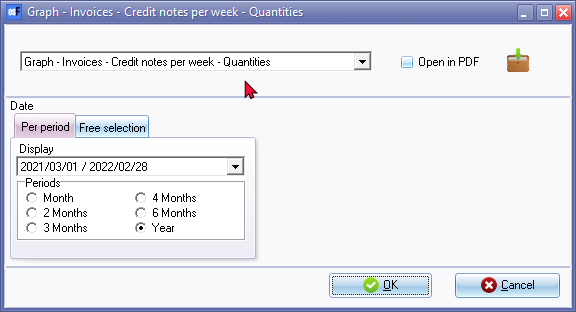 Graph - Invoices - Credit notes per week - Quantities
Graph - Invoices - Credit notes per week - Quantities
Open in PDF
Date
Per period Free selection
Display
2021/03/01 / 2022/02/28
Periods
Month 4 Months
2 Months 6 Months
3 Months Year
OK Cancel